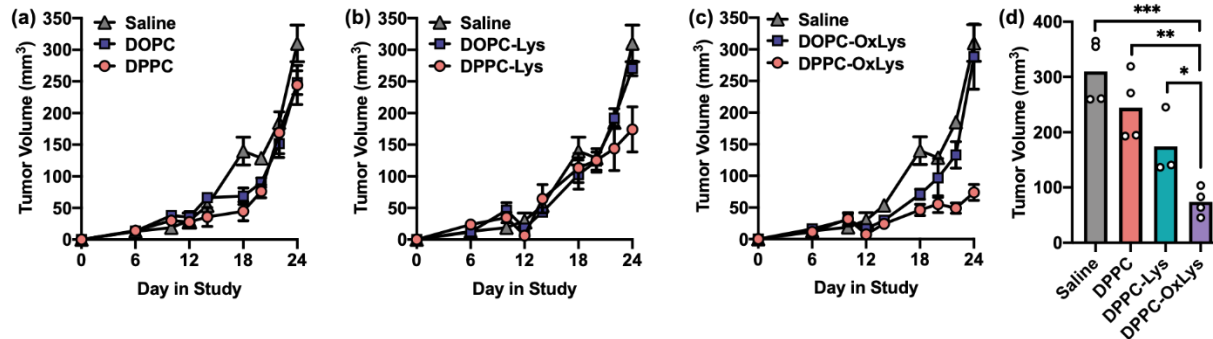 (a)
Saline
DOPC
DPPC
Tumor Volume (mm³)
350
300
250
200
150
100
50
0
0 6 12 18 24
Day in Study
(b)
Saline
DOPC-Lys
DPPC-Lys
Tumor Volume (mm³)
350
300
250
200
150
100
50
0
0 6 12 18 24
Day in Study
(c)
Saline
DOPC-OxLys
DPPC-OxLys
Tumor Volume (mm³)
350
300
250
200
150
100
50
0
0 6 12 18 24
Day in Study
(d)
***
**
*
Tumor Volume (mm³)
400
300
200
100
0
Saline
DPPC
DPPC-Lys
DPPC-OxLys